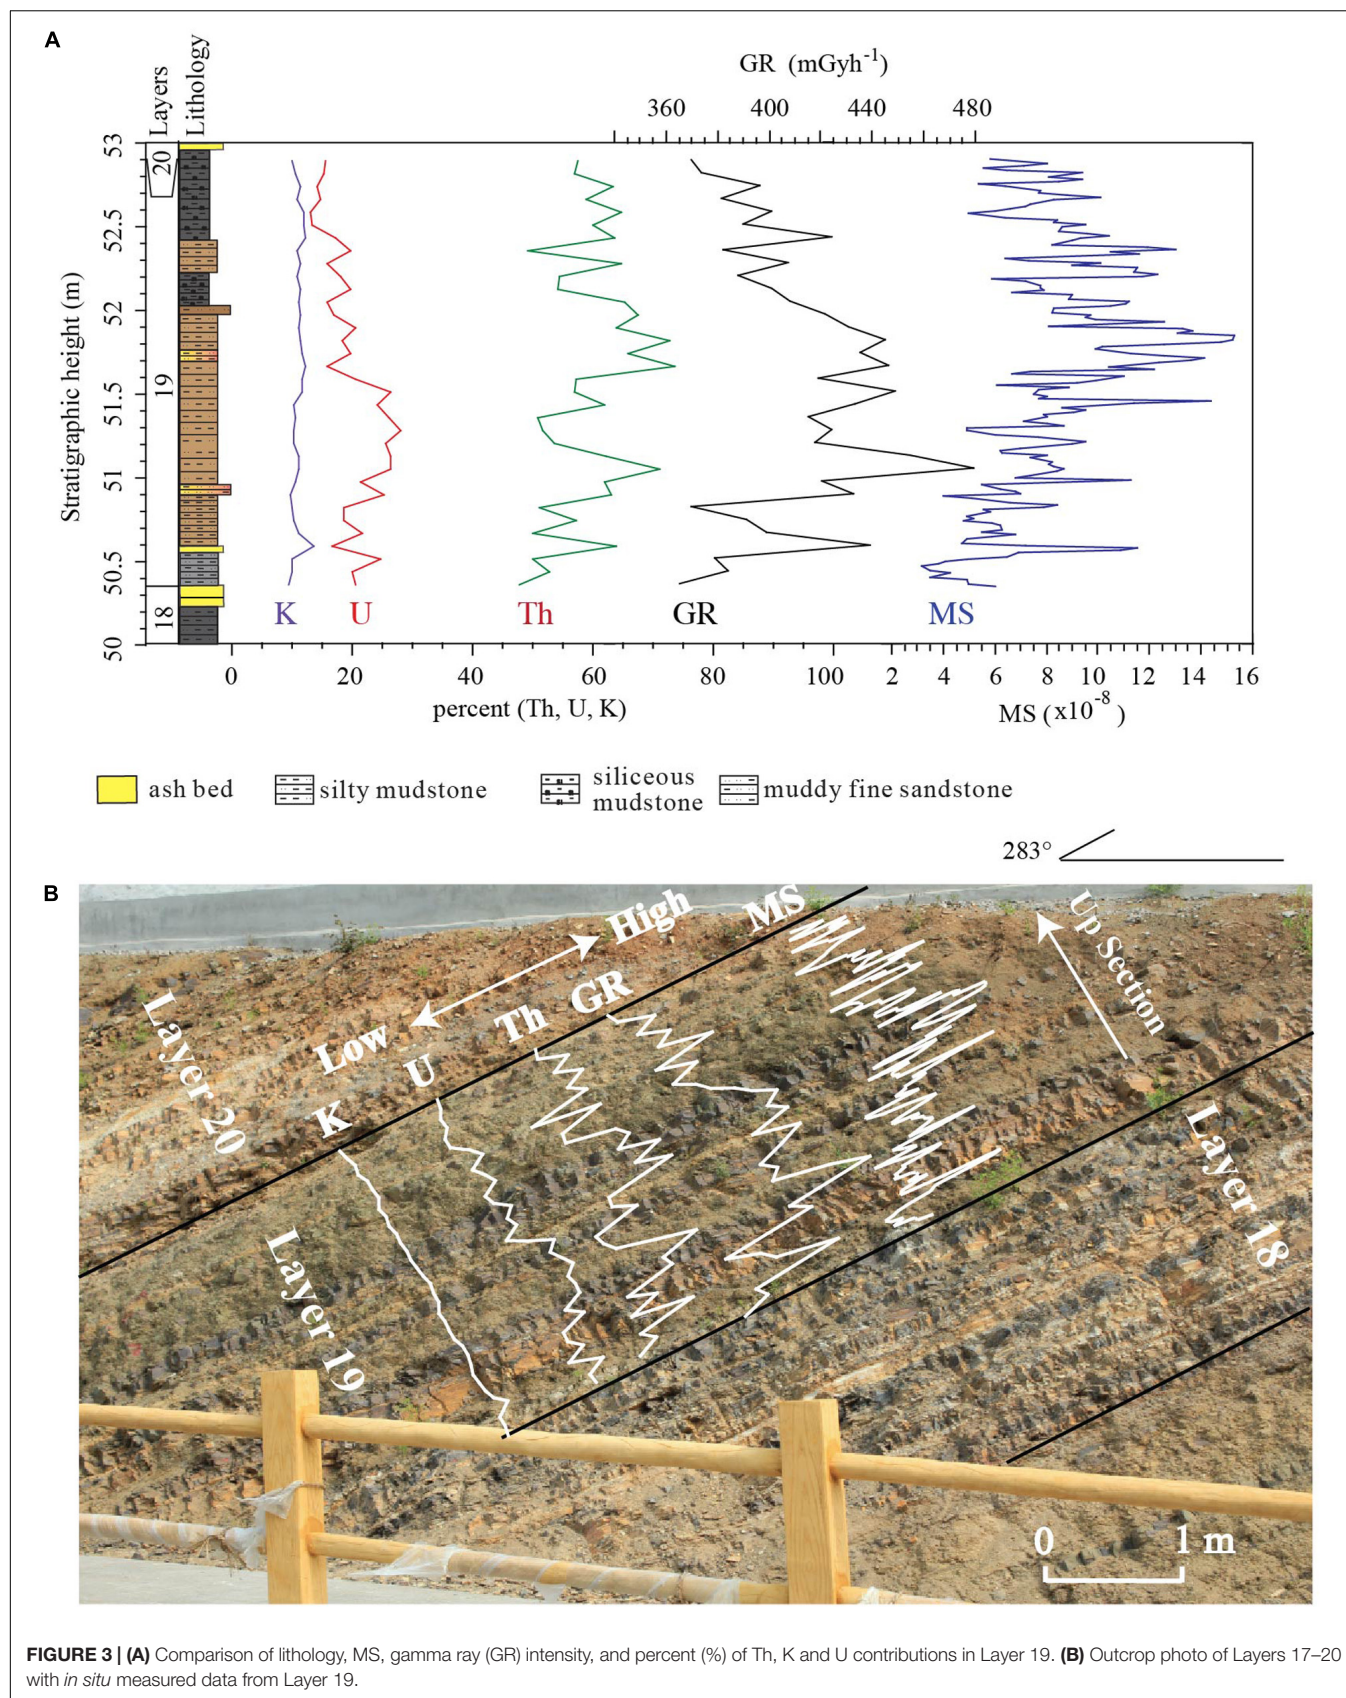 A
GR (mGyh-1)
360 400 440 480
Layers
Lithology
Stratigraphic height (m)
53
52.5
52
51.5
51
50.5
50
20
19
18
K U Th GR MS
0 20 40 60 80 100 2 4 6 8 10 12 14 16
percent (Th, U, K)
MS (x10-8)
ash bed
silty mudstone
siliceous
mudstone
muddy fine sandstone
283°
B
Low
High
K
U
Th
GR
MS
Up Section
Layer 20
Layer 19
Layer 18
0 1 m
FIGURE 3 | (A) Comparison of lithology, MS, gamma ray (GR) intensity, and percent (%) of Th, K and U contributions in Layer 19. (B) Outcrop photo of Layers 17–20
with in situ measured data from Layer 19.